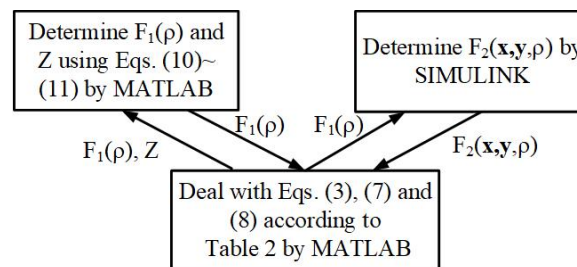 Determine F₁(ρ) and
Z using Eqs. (10)~
(11) by MATLAB
Determine F₂(x,y,ρ) by
SIMULINK
F₁(ρ)
F₁(ρ)
F₁(ρ), Z
F₂(x,y,ρ)
Deal with Eqs. (3), (7) and
(8) according to
Table 2 by MATLAB